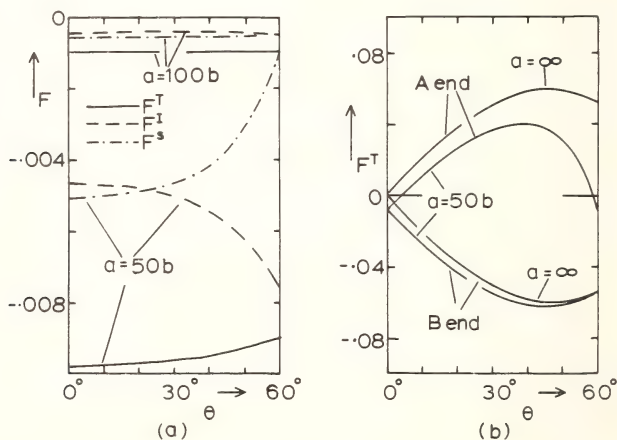 0
-.004
-.008
F
a=100b
F^T
F^I
F^S
a=50b
0°
30°
60°
θ
(a)
.08
.04
0
-.04
-.08
F^T
A end
a=∞
a=50b
a=∞
B end
0°
30°
60°
θ
(b)